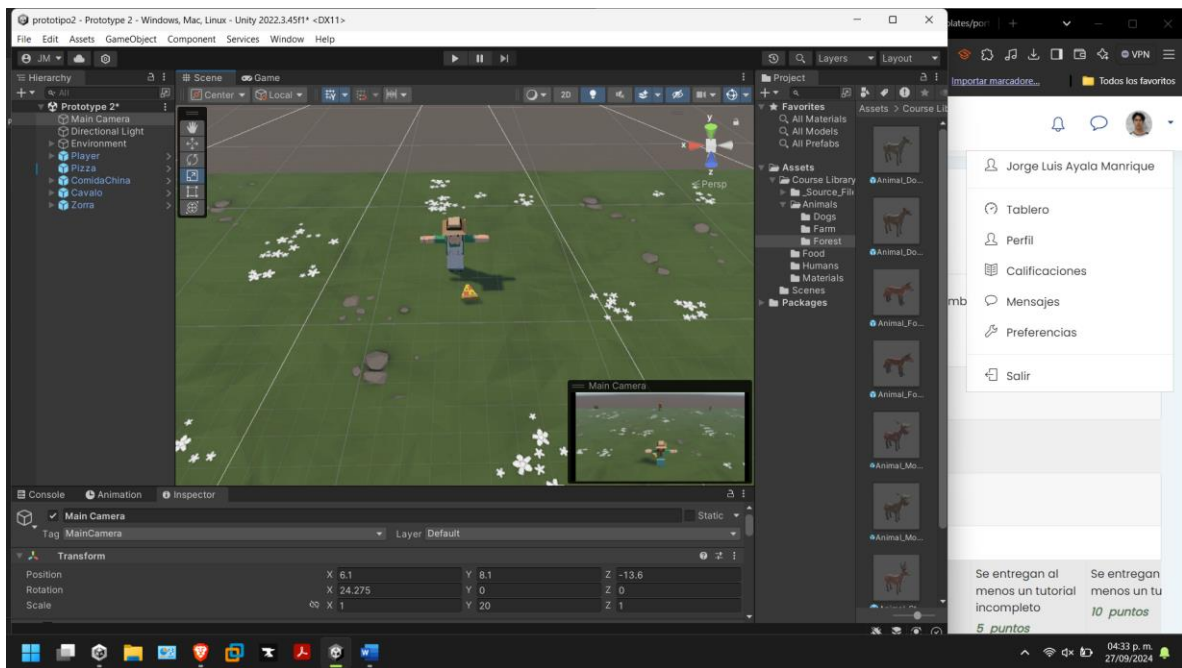 prototipo2 - Prototype 2 - Windows, Mac, Linux - Unity 2022.3.45f1* <DX11>
File Edit Assets GameObject Component Services Window Help
JM
Layers Layout
Hierarchy
All
Prototype 2*
Main Camera
Directional Light
Environment
Player
Pizza
ComidaChina
Cavalo
Zorra
Scene Game
Center Local
2D
y
x
z
Persp
Main Camera
Project
Favorites
All Materials
All Models
All Prefabs
Assets
Course Library
_Source_File
Animals
Dogs
Farm
Forest
Food
Humans
Materials
Scenes
Packages
Assets > Course Lib
Animal_Do...
Animal_Do...
Animal_Fo...
Animal_Fo...
Animal_Mo...
Animal_Mo...
Console Animation Inspector
Main Camera
Static
Tag MainCamera Layer Default
Transform
Position X 6.1 Y 8.1 Z -13.6
Rotation X 24.275 Y 0 Z 0
Scale X 1 Y 20 Z 1
plates/por
VPN
Importar marcadore... Todos los favoritos
Jorge Luis Ayala Manrique
Tablero
Perfil
Calificaciones
Mensajes
Preferencias
Salir
mb
Se entregan al
menos un tutorial
incompleto
5 puntos
Se entregan
menos un tu
10 puntos
04:33 p. m.
27/09/2024